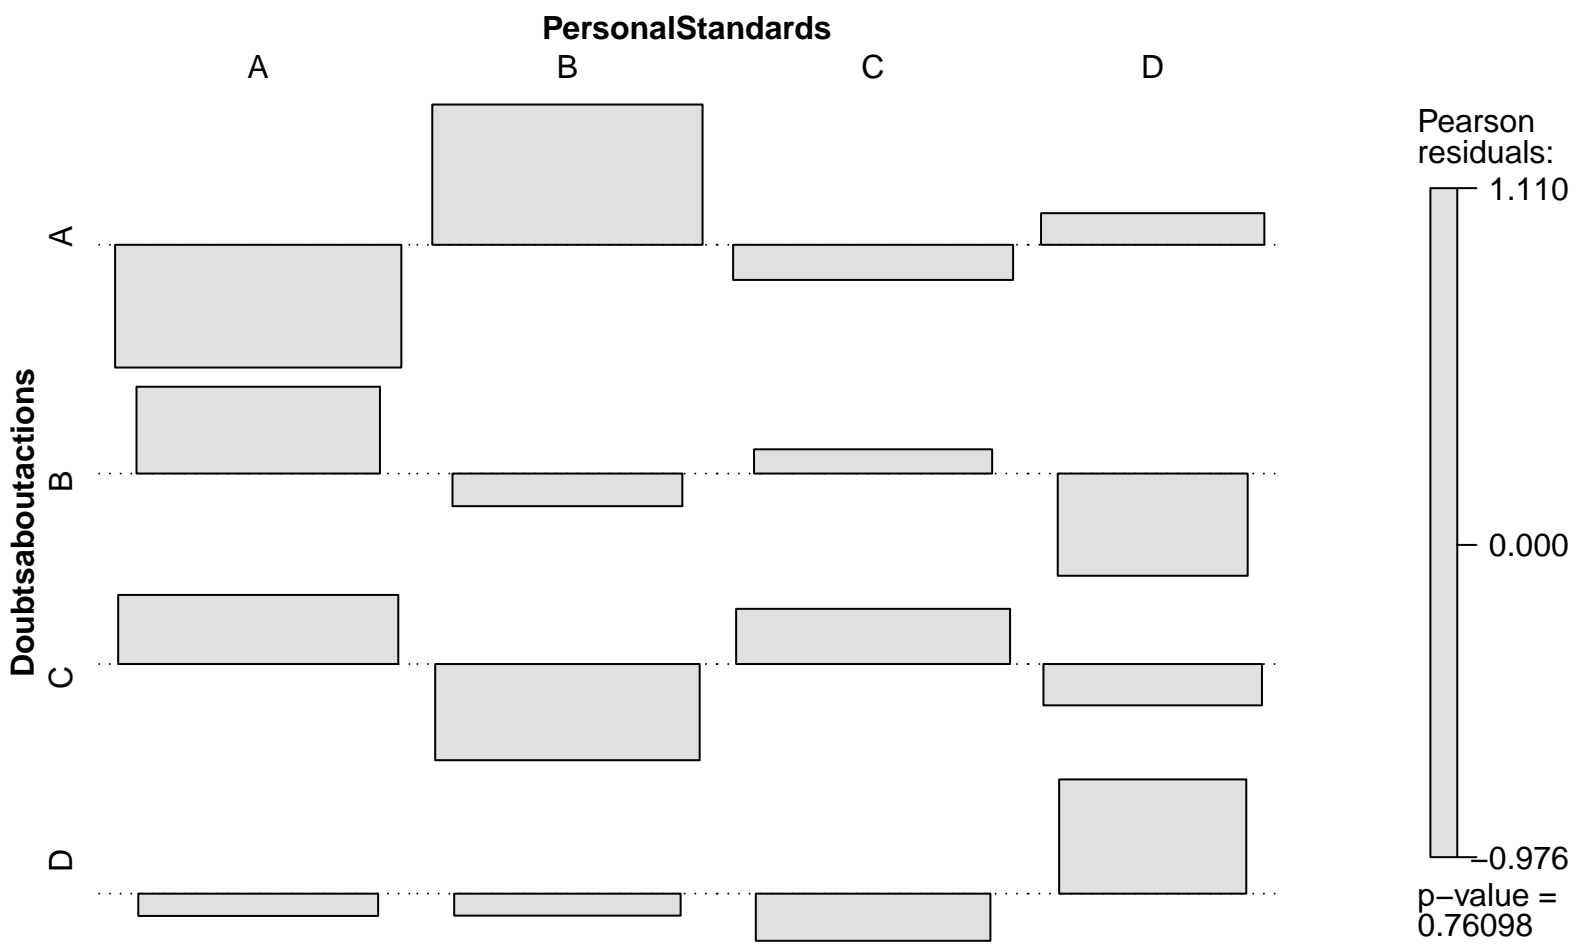 PersonalStandards
A B C D
Doubtsaboutactions
A
B
C
D
Pearson
residuals:
1.110
0.000
−0.976
p−value =
0.76098